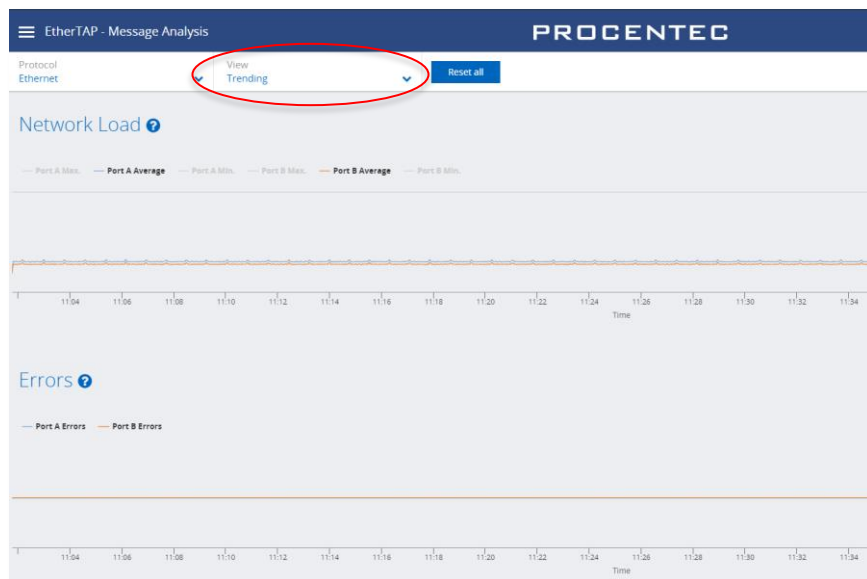 EtherTAP - Message Analysis
PROCENTEC
Protocol
Ethernet
View
Trending
Reset all
Network Load ?
Port A Max. Port A Average Port A Min. Port B Max. Port B Average Port B Min.
11:04 11:06 11:08 11:10 11:12 11:14 11:16 11:18 11:20 11:22 11:24 11:26 11:28 11:30 11:32 11:34
Time
Errors ?
Port A Errors Port B Errors
11:04 11:06 11:08 11:10 11:12 11:14 11:16 11:18 11:20 11:22 11:24 11:26 11:28 11:30 11:32 11:34
Time